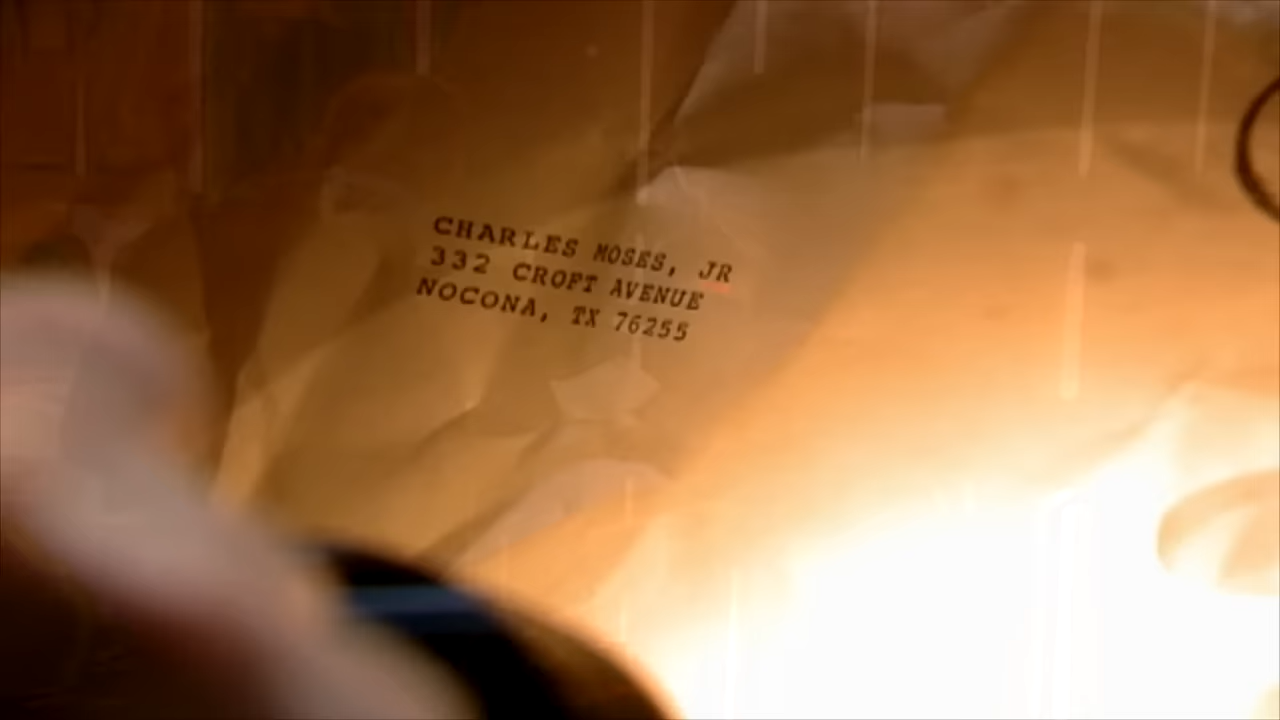 CHARLES MOSES, JR
332 CROFT AVENUE
NOCONA, TX 76255